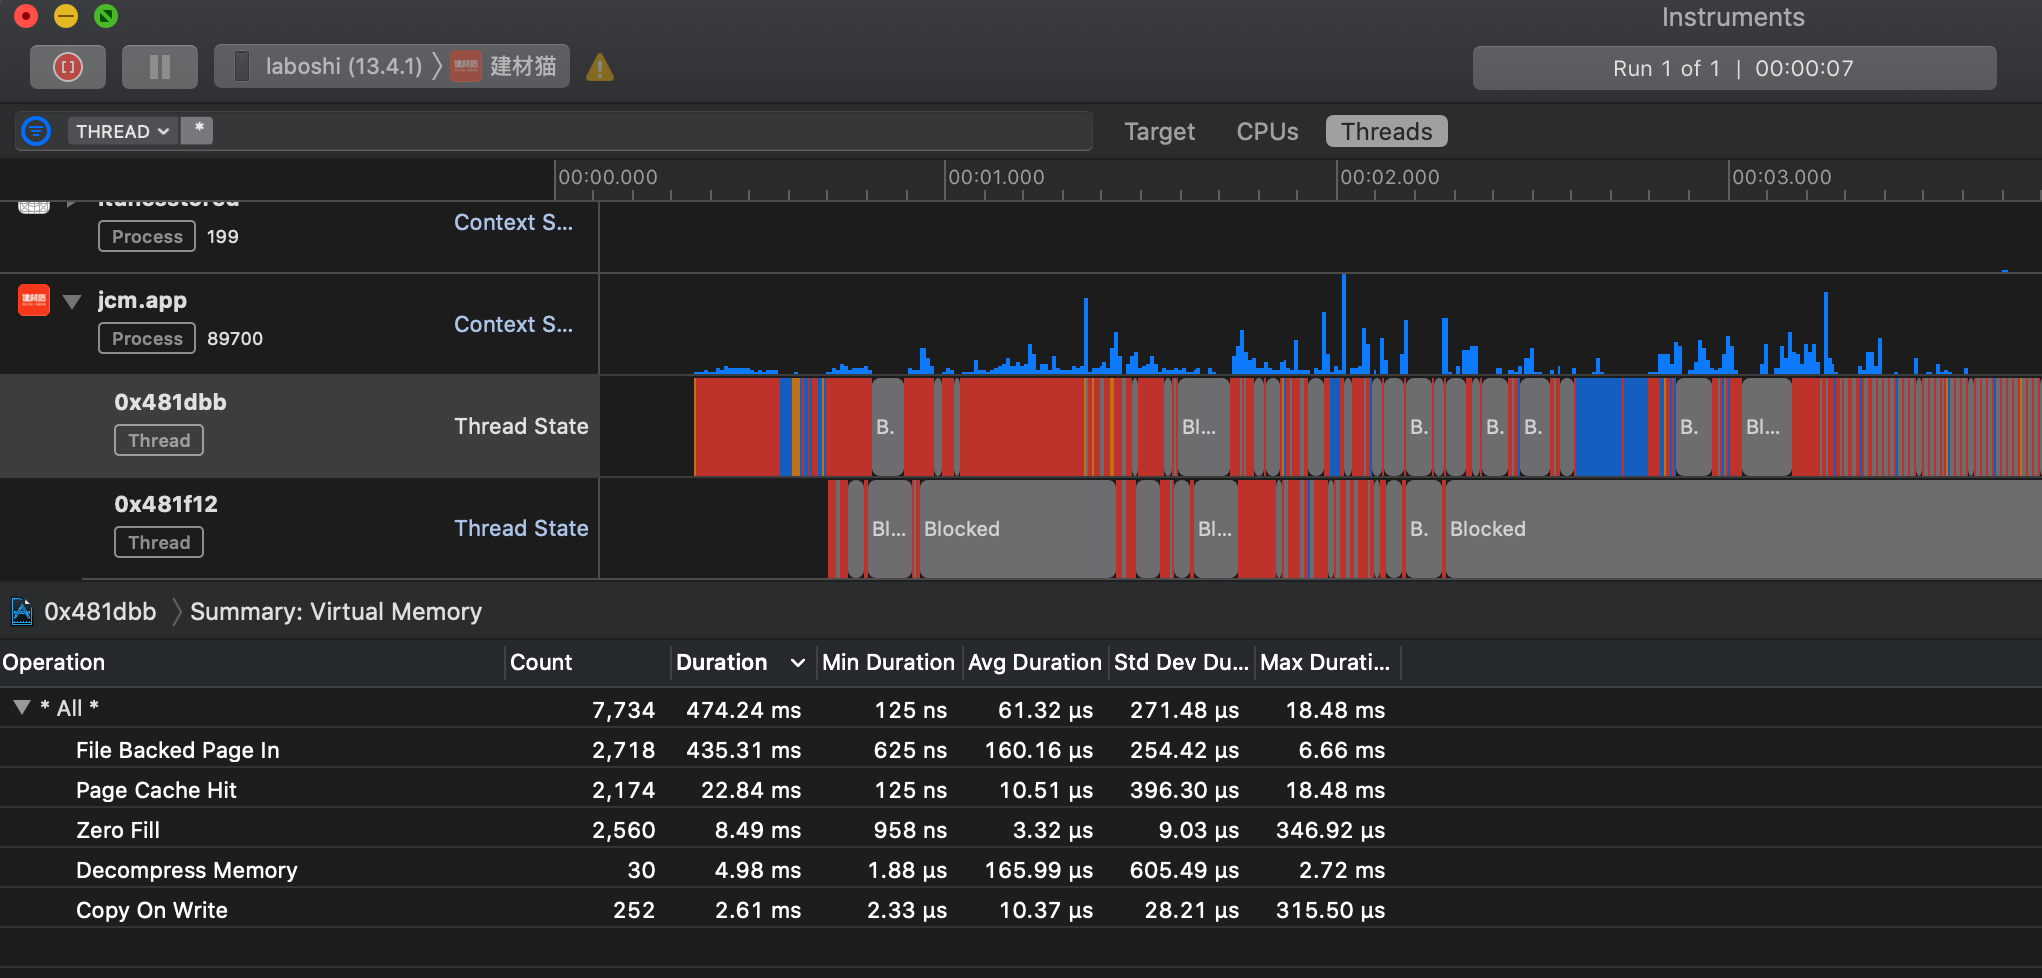 Instruments
laboshi (13.4.1) 〉 建材猫
Run 1 of 1 | 00:00:07
THREAD *
Target CPUs Threads
00:00.000 00:01.000 00:02.000 00:03.000
itunesstored
Process 199 Context S...
jcm.app
Process 89700 Context S...
0x481dbb
Thread Thread State
B. Bl... B. B. B. B. Bl...
0x481f12
Thread Thread State
Bl... Blocked Bl... B. Blocked
0x481dbb 〉 Summary: Virtual Memory
Operation Count Duration Min Duration Avg Duration Std Dev Du... Max Durati...
* All * 7,734 474.24 ms 125 ns 61.32 µs 271.48 µs 18.48 ms
File Backed Page In 2,718 435.31 ms 625 ns 160.16 µs 254.42 µs 6.66 ms
Page Cache Hit 2,174 22.84 ms 125 ns 10.51 µs 396.30 µs 18.48 ms
Zero Fill 2,560 8.49 ms 958 ns 3.32 µs 9.03 µs 346.92 µs
Decompress Memory 30 4.98 ms 1.88 µs 165.99 µs 605.49 µs 2.72 ms
Copy On Write 252 2.61 ms 2.33 µs 10.37 µs 28.21 µs 315.50 µs